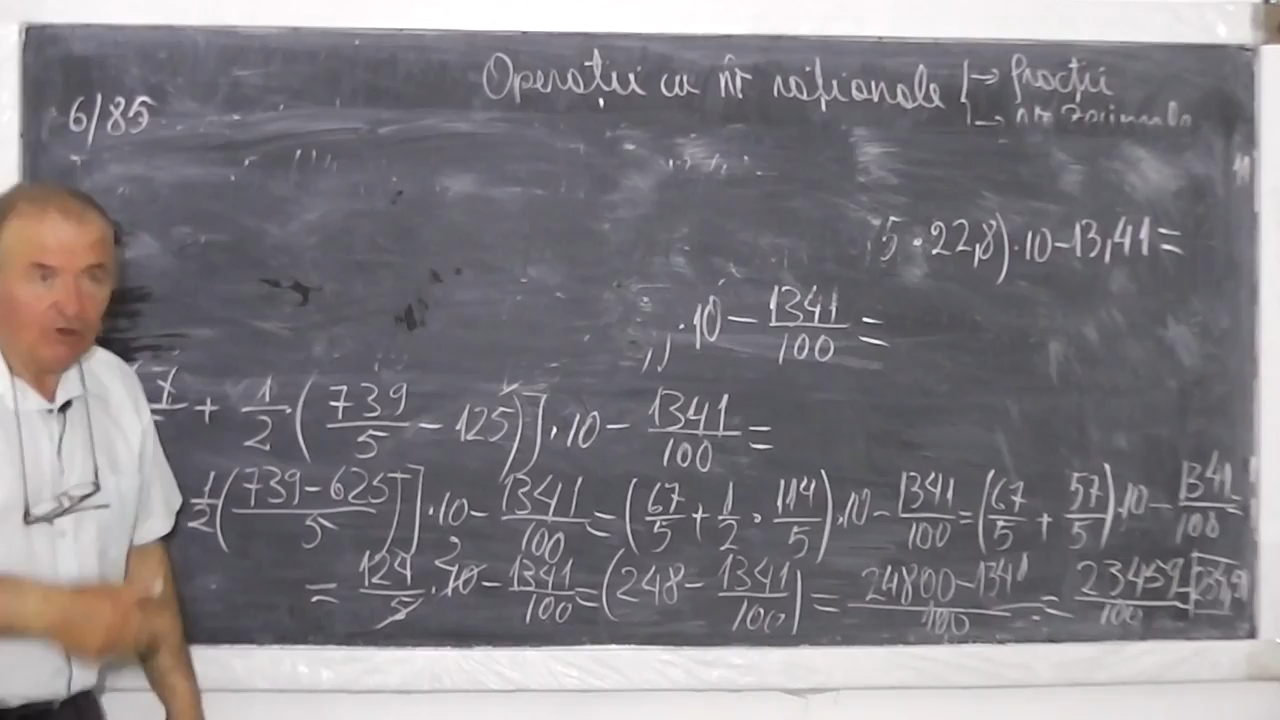 Operații cu nr raționale { → fracții
→ nr zecimale
6/85
5 · 22,8) · 10 - 13,41 =
· 10 - 1341/100 =
+ 1/2 · (739/5 - 125)] · 10 - 1341/100 =
1/2 ((739-625)/5)] · 10 - 1341/100 = (67/5 + 1/2 · 114/5) · 10 - 1341/100 = (67/5 + 57/5) · 10 - 1341/100 =
= 124/5 · 10 - 1341/100 = (248 - 1341/100) = (24800-1341)/100 = 23459/100